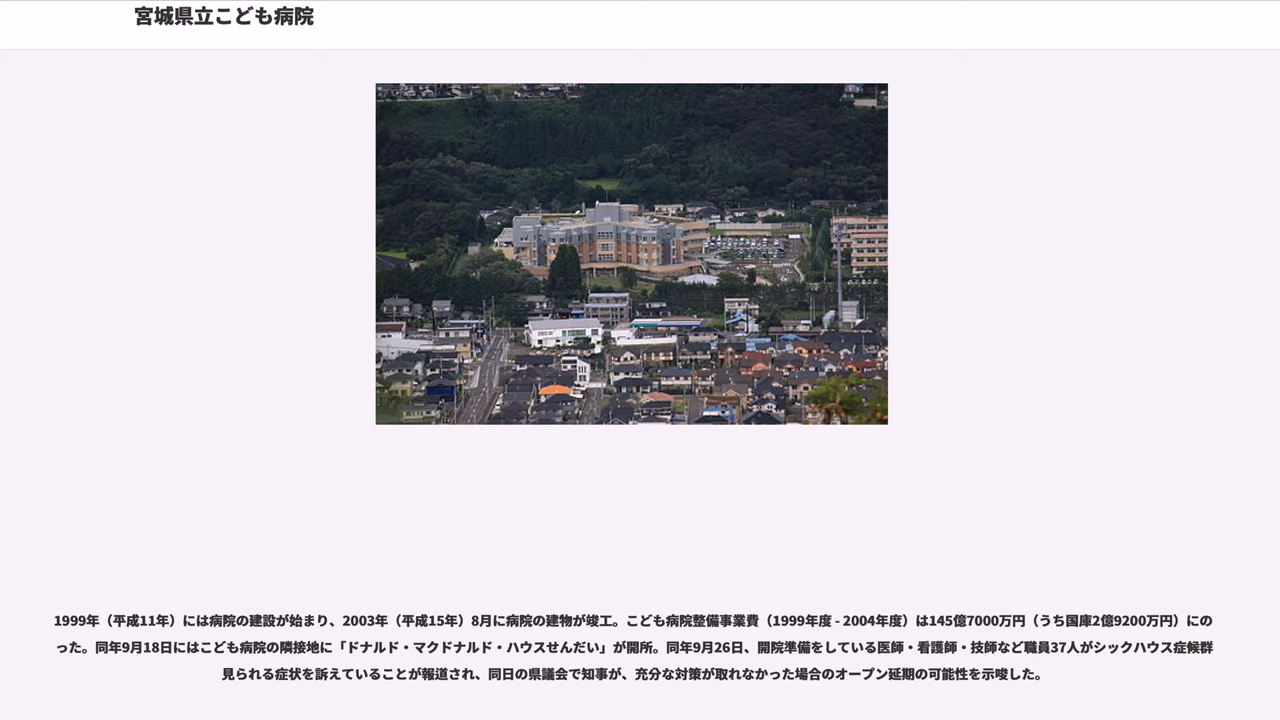 宮城県立こども病院
1999年（平成11年）には病院の建設が始まり、2003年（平成15年）8月に病院の建物が竣工。こども病院整備事業費（1999年度 - 2004年度）は145億7000万円（うち国庫2億9200万円）にの
った。同年9月18日にはこども病院の隣接地に「ドナルド・マクドナルド・ハウスせんだい」が開所。同年9月26日、開院準備をしている医師・看護師・技師など職員37人がシックハウス症候群
見られる症状を訴えていることが報道され、同日の県議会で知事が、充分な対策が取れなかった場合のオープン延期の可能性を示唆した。